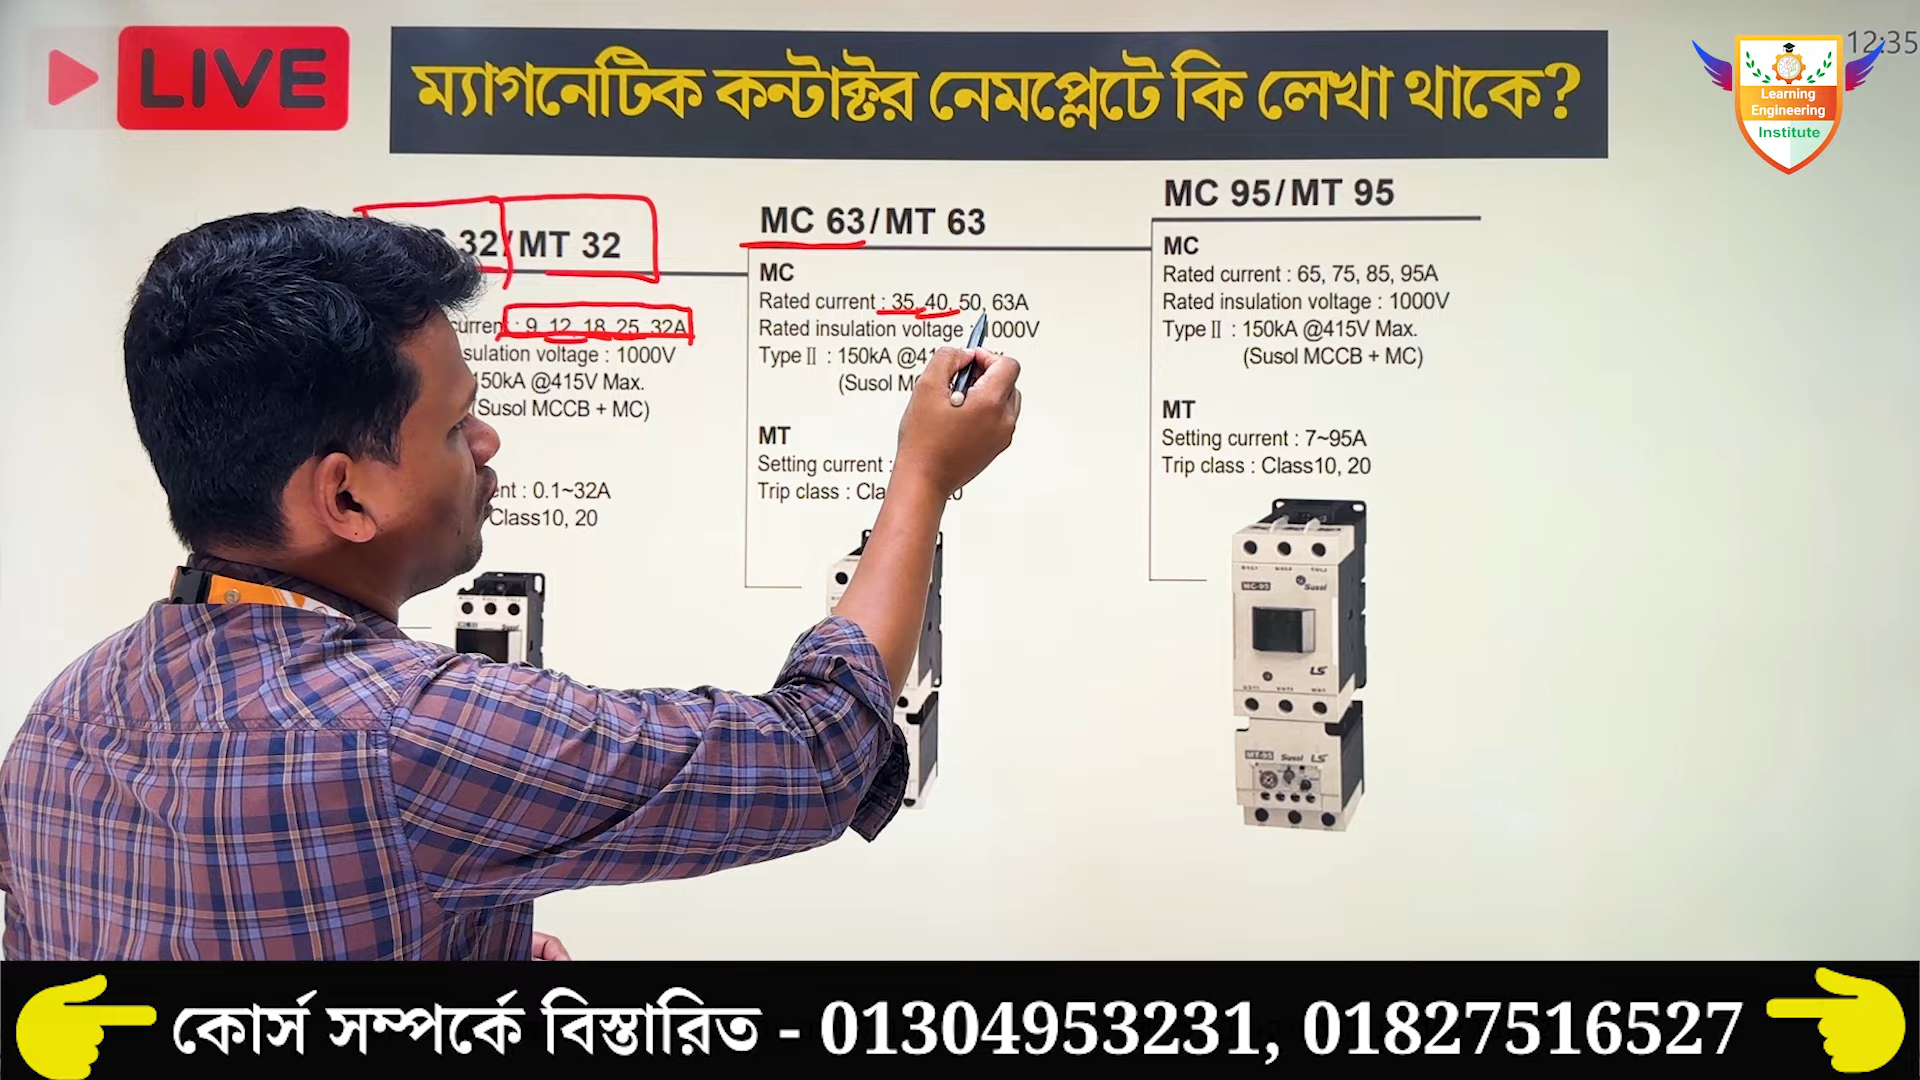 LIVE
ম্যাগনেটিক কন্টাক্টর নেমপ্লেটে কি লেখা থাকে?
12:35
Learning
Engineering
Institute
32/MT 32
: 9, 12, 18, 25, 32A
voltage : 1000V
150kA @415V Max.
(Susol MCCB + MC)
: 0.1~32A
Class10, 20
MC 63/MT 63
MC
Rated current : 35, 40, 50, 63A
Rated insulation voltage : 1000V
Type Ⅱ : 150kA
(Susol
MT
Setting current :
Trip class :
MC 95/MT 95
MC
Rated current : 65, 75, 85, 95A
Rated insulation voltage : 1000V
Type Ⅱ : 150kA @415V Max.
(Susol MCCB + MC)
MT
Setting current : 7~95A
Trip class : Class10, 20
MC-95 Susol
LS
MT-95 Susol LS
কোর্স সম্পর্কে বিস্তারিত - 01304953231, 01827516527